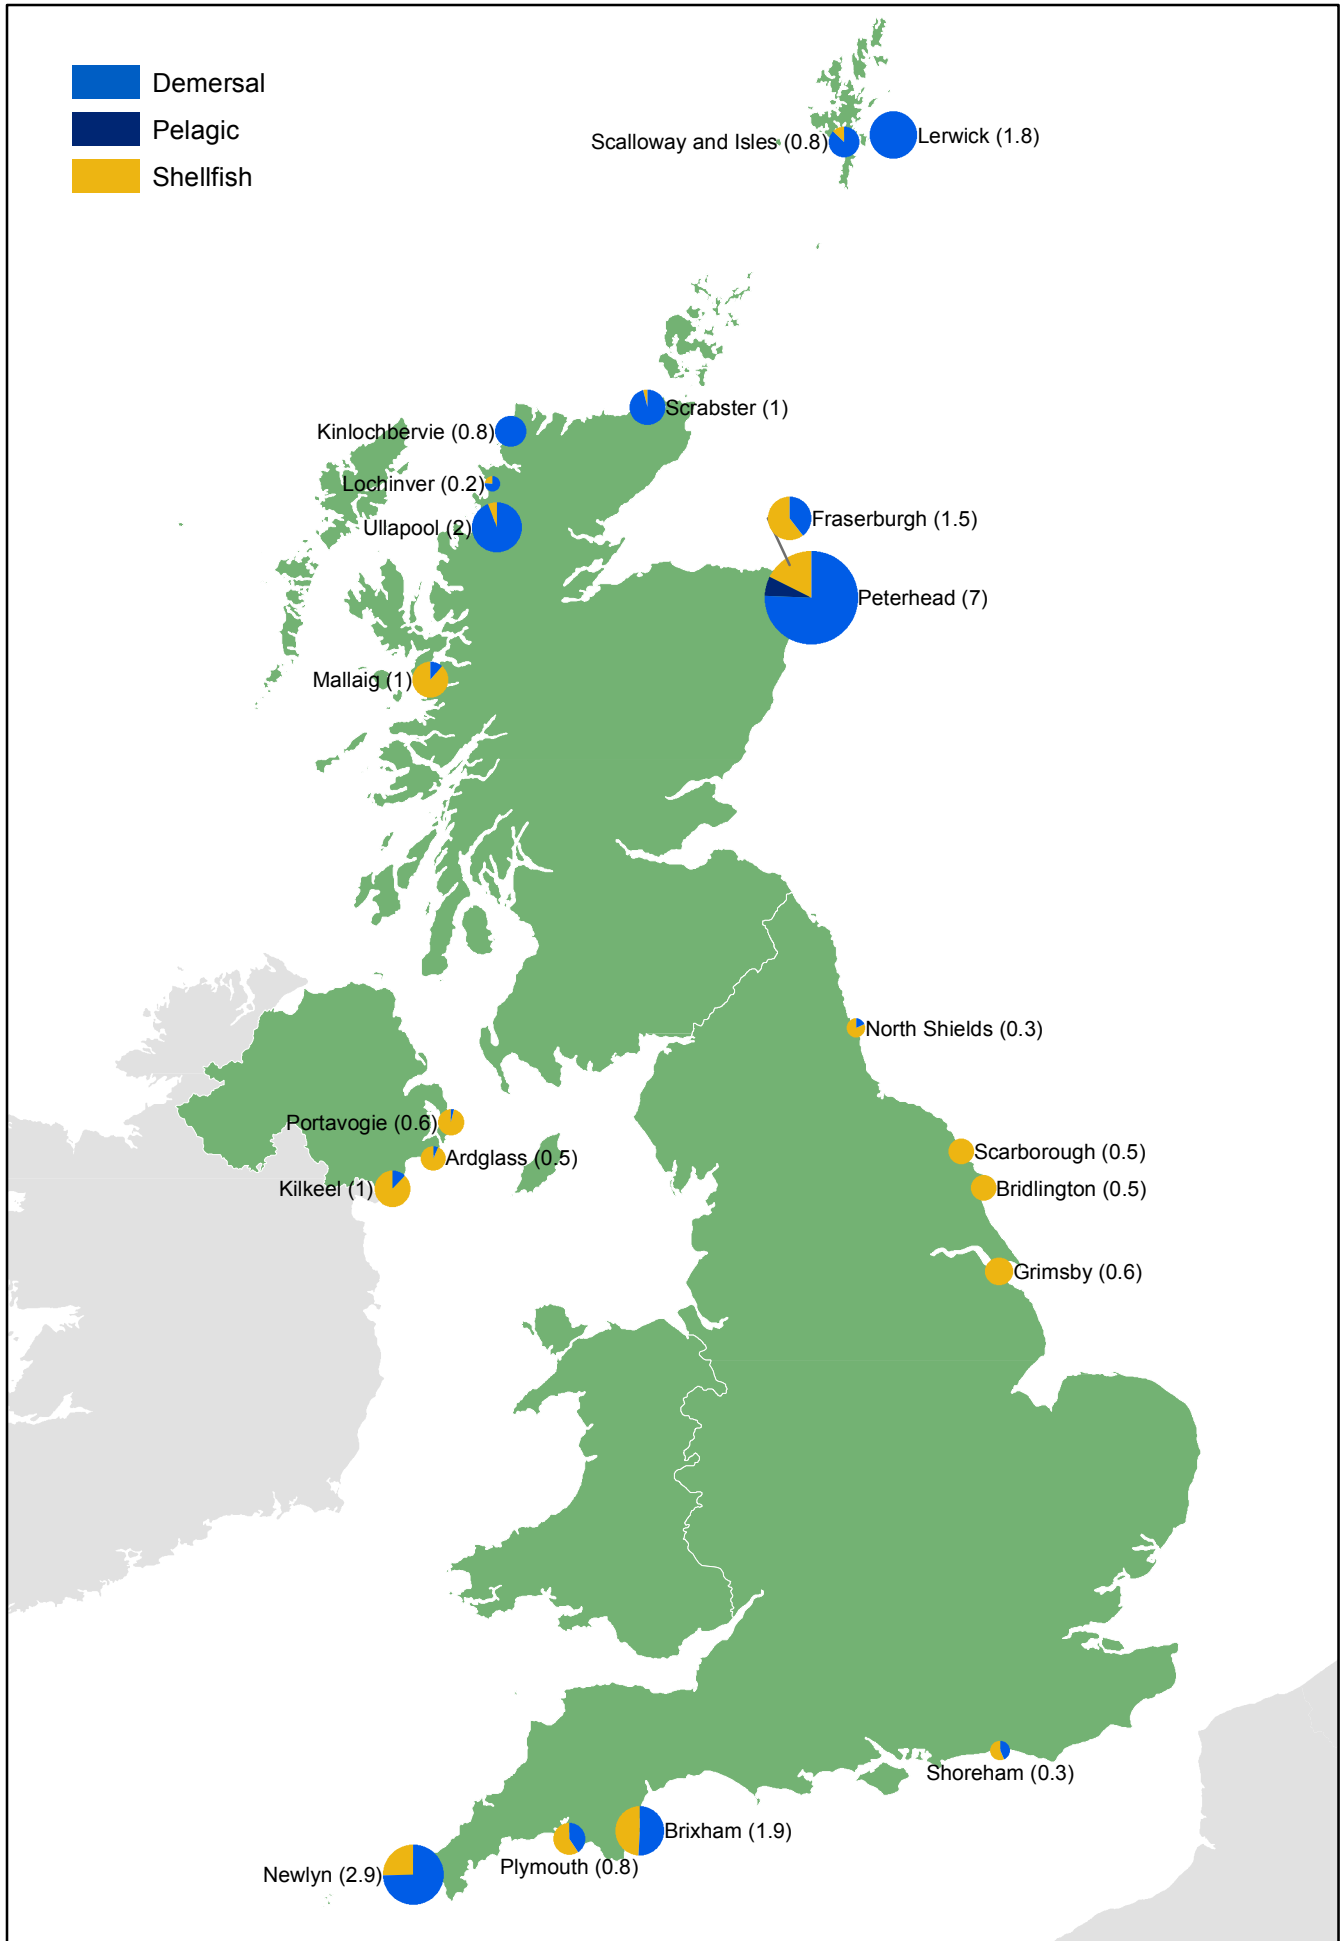 Demersal
Pelagic
Shellfish
Scalloway and Isles (0.8)
Lerwick (1.8)
Scrabster (1)
Kinlochbervie (0.8)
Lochinver (0.2)
Ullapool (2)
Fraserburgh (1.5)
Peterhead (7)
Mallaig (1)
North Shields (0.3)
Portavogie (0.6)
Ardglass (0.5)
Kilkeel (1)
Scarborough (0.5)
Bridlington (0.5)
Grimsby (0.6)
Shoreham (0.3)
Brixham (1.9)
Plymouth (0.8)
Newlyn (2.9)